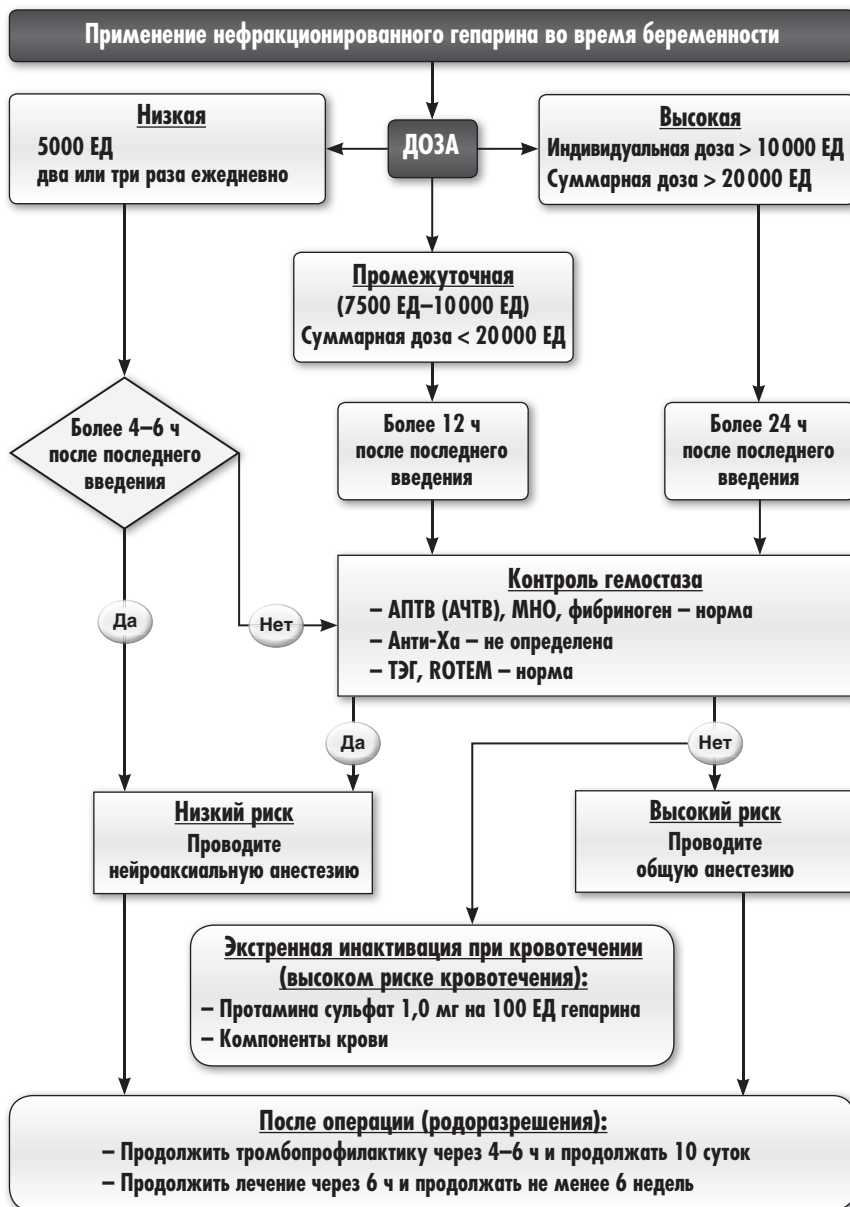 Применение нефракционированного гепарина во время беременности
Низкая
5000 ЕД
два или три раза ежедневно
ДОЗА
Высокая
Индивидуальная доза > 10 000 ЕД
Суммарная доза > 20 000 ЕД
Промежуточная
(7500 ЕД–10 000 ЕД)
Суммарная доза < 20 000 ЕД
Более 4–6 ч
после последнего
введения
Более 12 ч
после последнего
введения
Более 24 ч
после последнего
введения
Контроль гемостаза
– АПТВ (АЧТВ), МНО, фибриноген – норма
– Анти-Ха – не определена
– ТЭГ, ROTEM – норма
Да
Нет
Да
Нет
Низкий риск
Проводите
нейроаксиальную анестезию
Высокий риск
Проводите
общую анестезию
Экстренная инактивация при кровотечении
(высоком риске кровотечения):
– Протамина сульфат 1,0 мг на 100 ЕД гепарина
– Компоненты крови
После операции (родоразрешения):
– Продолжить тромбопрофилактику через 4–6 ч и продолжать 10 суток
– Продолжить лечение через 6 ч и продолжать не менее 6 недель